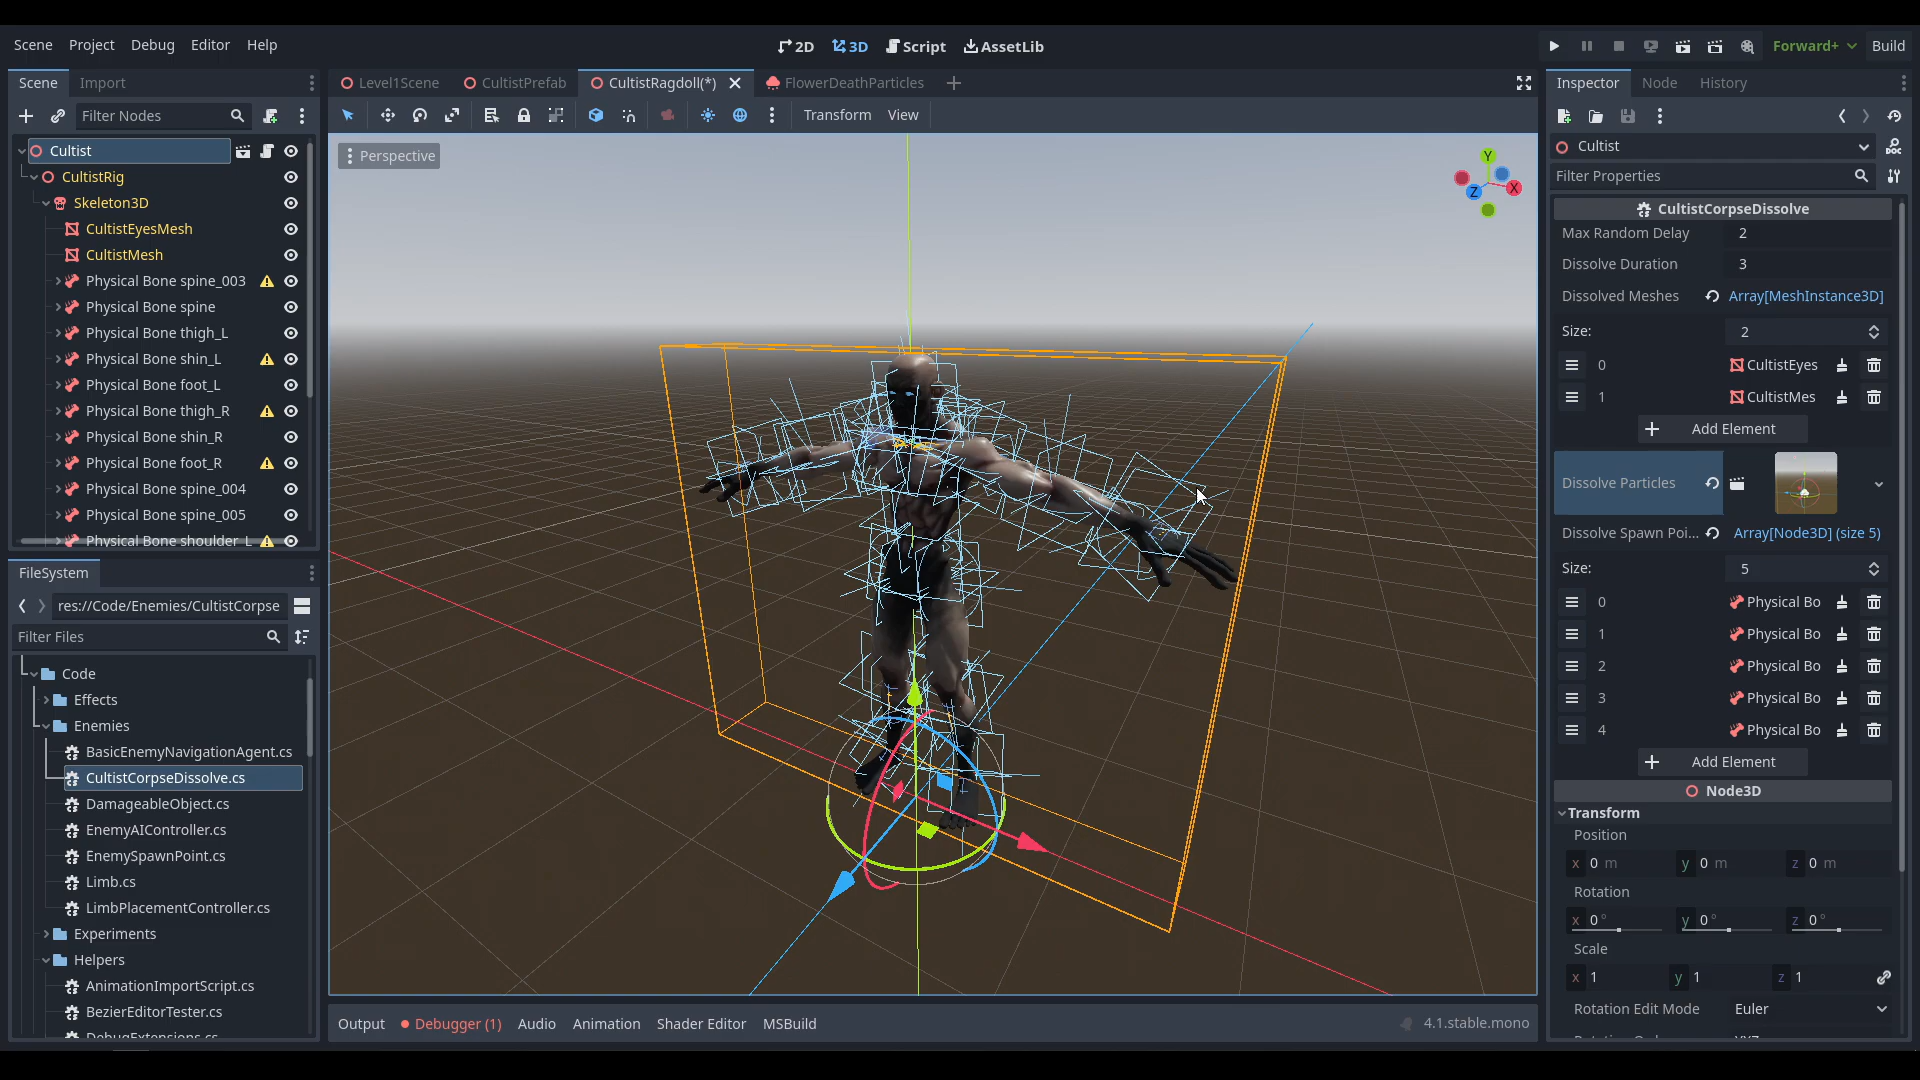 Scene Project Debug Editor Help
2D 3D Script AssetLib
Forward+ Build
Scene Import
Filter Nodes
Cultist
CultistRig
Skeleton3D
CultistEyesMesh
CultistMesh
Physical Bone spine_003
Physical Bone spine
Physical Bone thigh_L
Physical Bone shin_L
Physical Bone foot_L
Physical Bone thigh_R
Physical Bone shin_R
Physical Bone foot_R
Physical Bone spine_004
Physical Bone spine_005
Physical Bone shoulder_L
FileSystem
res://Code/Enemies/CultistCorpse
Filter Files
Code
Effects
Enemies
BasicEnemyNavigationAgent.cs
CultistCorpseDissolve.cs
DamageableObject.cs
EnemyAIController.cs
EnemySpawnPoint.cs
Limb.cs
LimbPlacementController.cs
Experiments
Helpers
AnimationImportScript.cs
BezierEditorTester.cs
DebugExtensions.cs
Level1Scene CultistPrefab CultistRagdoll(*) FlowerDeathParticles
Transform View
Perspective
Y
X
Z
Output Debugger (1) Audio Animation Shader Editor MSBuild 4.1.stable.mono
Inspector Node History
Cultist
DOC
Filter Properties
CultistCorpseDissolve
Max Random Delay 2
Dissolve Duration 3
Dissolved Meshes Array[MeshInstance3D]
Size: 2
0 CultistEyes
1 CultistMes
Add Element
Dissolve Particles
Dissolve Spawn Poi... Array[Node3D] (size 5)
Size: 5
0 Physical Bo
1 Physical Bo
2 Physical Bo
3 Physical Bo
4 Physical Bo
Add Element
Node3D
Transform
Position
x 0 m y 0 m z 0 m
Rotation
x 0 ° y 0 ° z 0 °
Scale
x 1 y 1 z 1
Rotation Edit Mode Euler